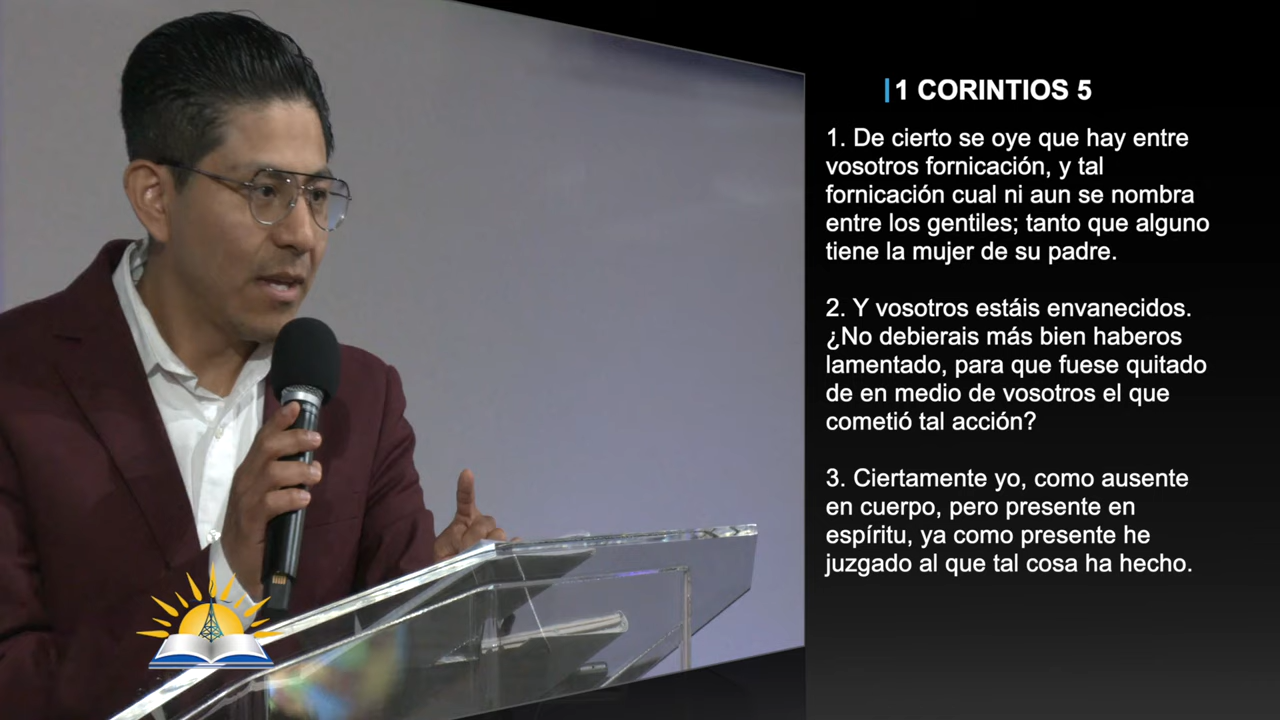 1 CORINTIOS 5
1. De cierto se oye que hay entre
vosotros fornicación, y tal
fornicación cual ni aun se nombra
entre los gentiles; tanto que alguno
tiene la mujer de su padre.
2. Y vosotros estáis envanecidos.
¿No debierais más bien haberos
lamentado, para que fuese quitado
de en medio de vosotros el que
cometió tal acción?
3. Ciertamente yo, como ausente
en cuerpo, pero presente en
espíritu, ya como presente he
juzgado al que tal cosa ha hecho.